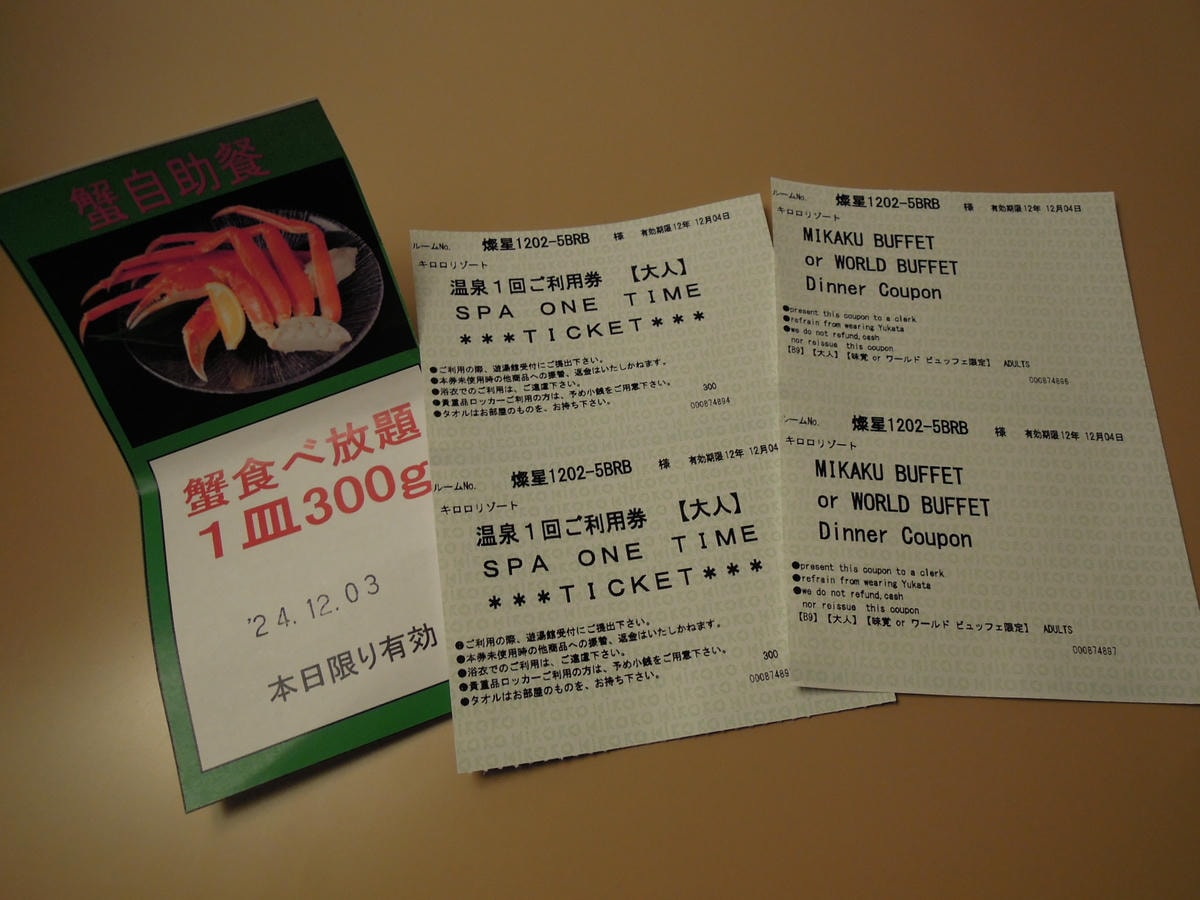 蟹自助餐
蟹食べ放題
1皿300g
'24.12.03
本日限り有効
ルームNo. 燦星1202-5BRB 様 有効期限12年 12月04日
キロロリゾート
温泉1回ご利用券 【大人】
SPA ONE TIME
***TICKET***
●ご利用の際、遊湯館受付にご提出下さい。
●本券未使用時の他商品への振替、返金はいたしかねます。
●浴衣でのご利用は、ご遠慮下さい。
●貴重品ロッカーご利用の方は、予め小銭をご用意下さい。 300
●タオルはお部屋のものを、お持ち下さい。 000874894
ルームNo. 燦星1202-5BRB 様 有効期限12年 12月04
キロロリゾート
温泉1回ご利用券 【大人】
SPA ONE TIME
***TICKET***
●ご利用の際、遊湯館受付にご提出下さい。
●本券未使用時の他商品への振替、返金はいたしかねます。
●浴衣でのご利用は、ご遠慮下さい。
●貴重品ロッカーご利用の方は、予め小銭をご用意下さい。 300
●タオルはお部屋のものを、お持ち下さい。 00087489
ルームNo. 燦星1202-5BRB 様 有効期限12年 12月04日
キロロリゾート
MIKAKU BUFFET
or WORLD BUFFET
Dinner Coupon
●present this coupon to a clerk
●refrain from wearing Yukata
●we do not refund,cash
nor reissue this coupon
【B9】【大人】【味覚 or ワールド ビュッフェ限定】 ADULTS
000874896
ルームNo. 燦星1202-5BRB 様 有効期限12年 12月04日
キロロリゾート
MIKAKU BUFFET
or WORLD BUFFET
Dinner Coupon
●present this coupon to a clerk
●refrain from wearing Yukata
●we do not refund,cash
nor reissue this coupon
【B9】【大人】【味覚 or ワールド ビュッフェ限定】 ADULTS
000874897